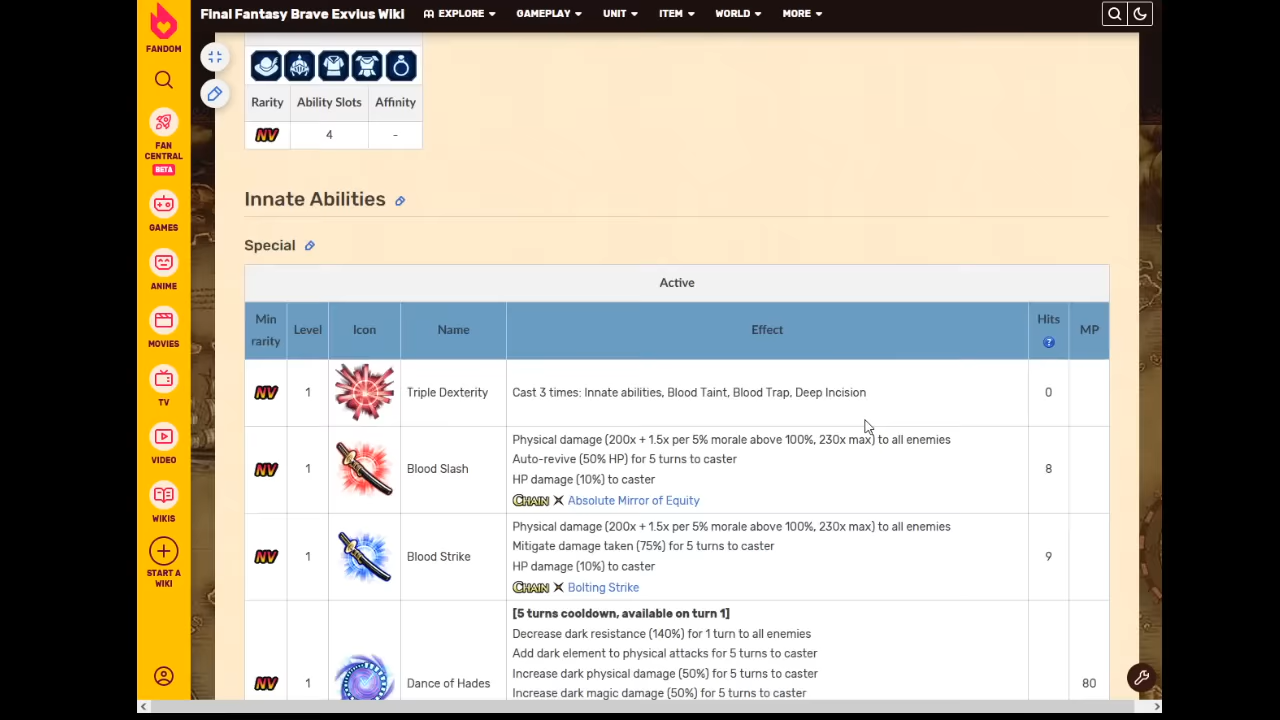 Final Fantasy Brave Exvius Wiki
EXPLORE
GAMEPLAY
UNIT
ITEM
WORLD
MORE
FANDOM
FAN CENTRAL
BETA
GAMES
ANIME
MOVIES
TV
VIDEO
WIKIS
START A WIKI
Rarity Ability Slots Affinity
NV 4 -
Innate Abilities
Special
Active
Min rarity Level Icon Name Effect Hits ? MP
NV 1 Triple Dexterity Cast 3 times: Innate abilities, Blood Taint, Blood Trap, Deep Incision 0
NV 1 Blood Slash 8
Physical damage (200x + 1.5x per 5% morale above 100%, 230x max) to all enemies
Auto-revive (50% HP) for 5 turns to caster
HP damage (10%) to caster
CHAIN Absolute Mirror of Equity
NV 1 Blood Strike 9
Physical damage (200x + 1.5x per 5% morale above 100%, 230x max) to all enemies
Mitigate damage taken (75%) for 5 turns to caster
HP damage (10%) to caster
CHAIN Bolting Strike
NV 1 Dance of Hades 80
[5 turns cooldown, available on turn 1]
Decrease dark resistance (140%) for 1 turn to all enemies
Add dark element to physical attacks for 5 turns to caster
Increase dark physical damage (50%) for 5 turns to caster
Increase dark magic damage (50%) for 5 turns to caster